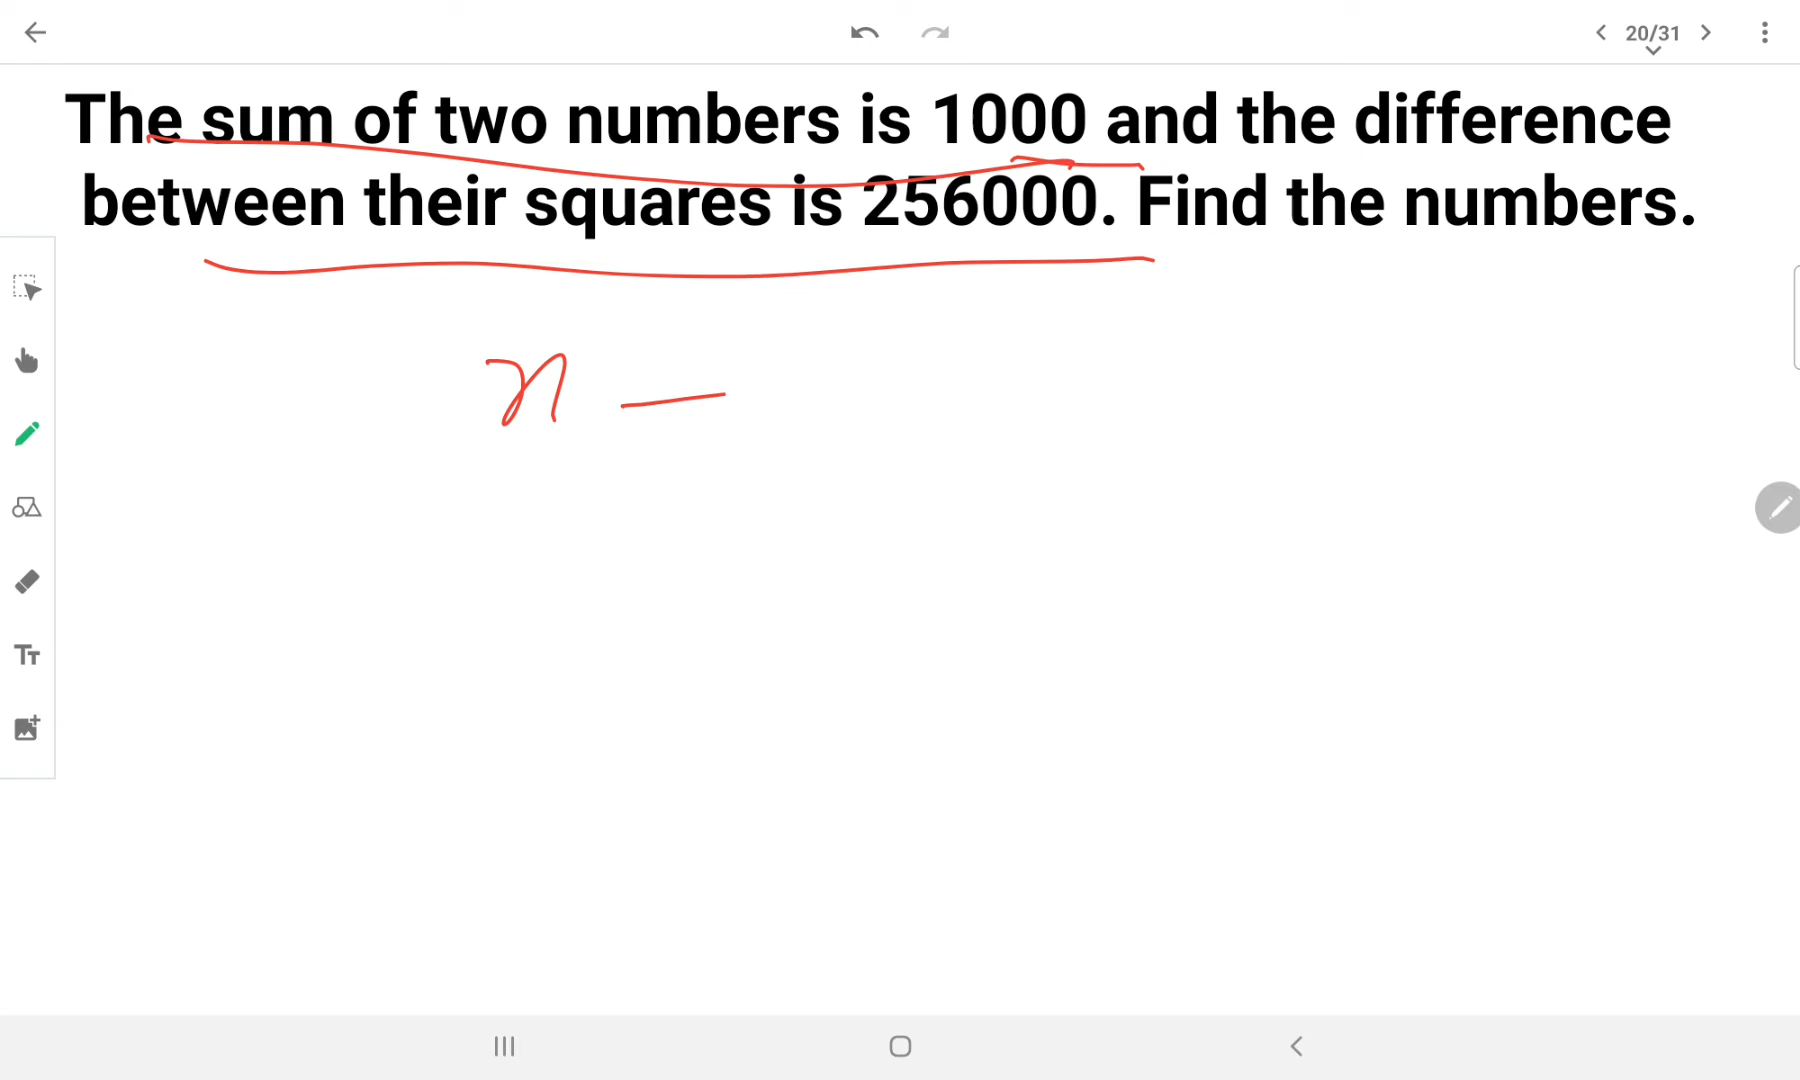 20/31
The sum of two numbers is 1000 and the difference
between their squares is 256000. Find the numbers.
x —
Tт